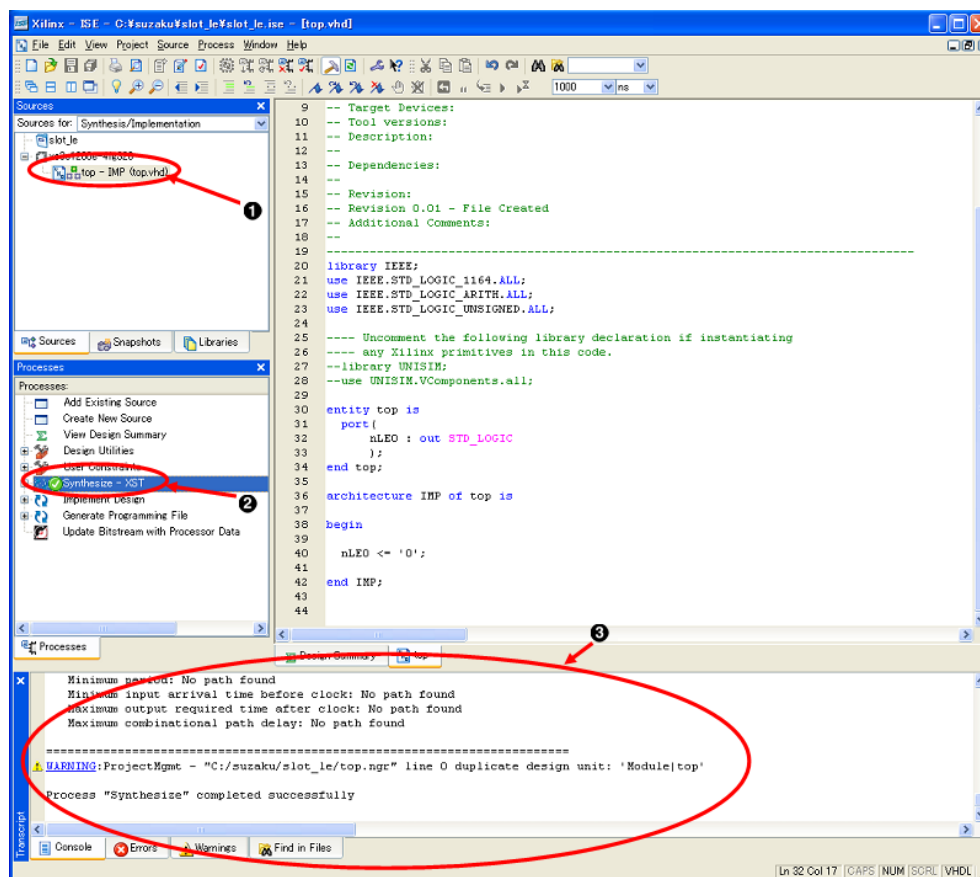 Xilinx - ISE - C:¥suzaku¥slot_le¥slot_le.ise - [top.vhd]
File Edit View Project Source Process Window Help
1000 ns
Sources
Sources for: Synthesis/Implementation
slot_le
top - IMP (top.vhd)
❶
Sources Snapshots Libraries
Processes
Processes:
Add Existing Source
Create New Source
View Design Summary
Design Utilities
User Constraints
Synthesize - XST
❷
Implement Design
Generate Programming File
Update Bitstream with Processor Data
Processes
9 -- Target Devices:
10 -- Tool versions:
11 -- Description:
12 --
13 -- Dependencies:
14 --
15 -- Revision:
16 -- Revision 0.01 - File Created
17 -- Additional Comments:
18 --
19 ----------------------------------------------------------------------------------
20 library IEEE;
21 use IEEE.STD_LOGIC_1164.ALL;
22 use IEEE.STD_LOGIC_ARITH.ALL;
23 use IEEE.STD_LOGIC_UNSIGNED.ALL;
24
25 ---- Uncomment the following library declaration if instantiating
26 ---- any Xilinx primitives in this code.
27 --library UNISIM;
28 --use UNISIM.VComponents.all;
29
30 entity top is
31 port(
32 nLE0 : out STD_LOGIC
33 );
34 end top;
35
36 architecture IMP of top is
37
38 begin
39
40 nLE0 <= '0';
41
42 end IMP;
43
44
❸
Design Summary top
Minimum period: No path found
Minimum input arrival time before clock: No path found
Maximum output required time after clock: No path found
Maximum combinational path delay: No path found
=========================================================================
WARNING:ProjectMgmt - "C:/suzaku/slot_le/top.ngr" line 0 duplicate design unit: 'Module|top'
Process "Synthesize" completed successfully
Transcript
Console Errors Warnings Find in Files
Ln 32 Col 17 CAPS NUM SCRL VHDL